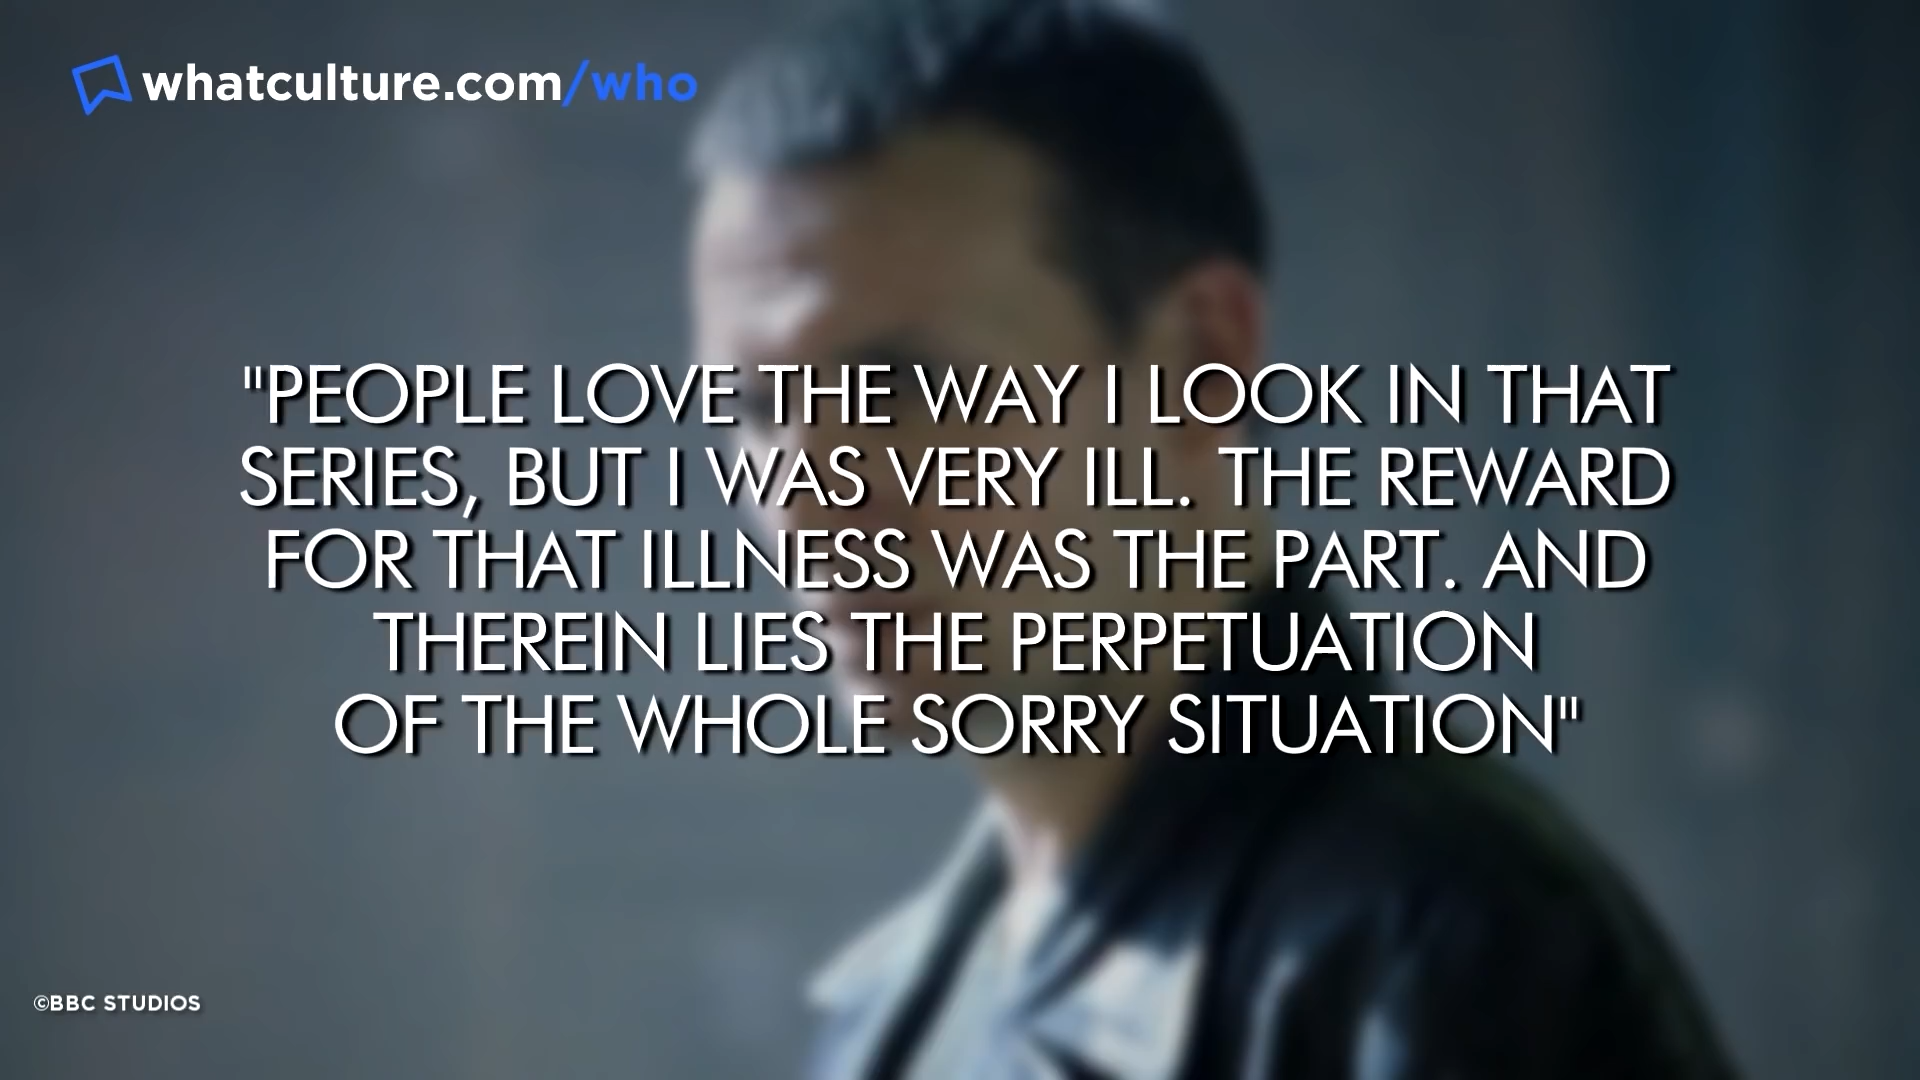 whatculture.com/who
"PEOPLE LOVE THE WAY I LOOK IN THAT
SERIES, BUT I WAS VERY ILL. THE REWARD
FOR THAT ILLNESS WAS THE PART. AND
THEREIN LIES THE PERPETUATION
OF THE WHOLE SORRY SITUATION"
©BBC STUDIOS